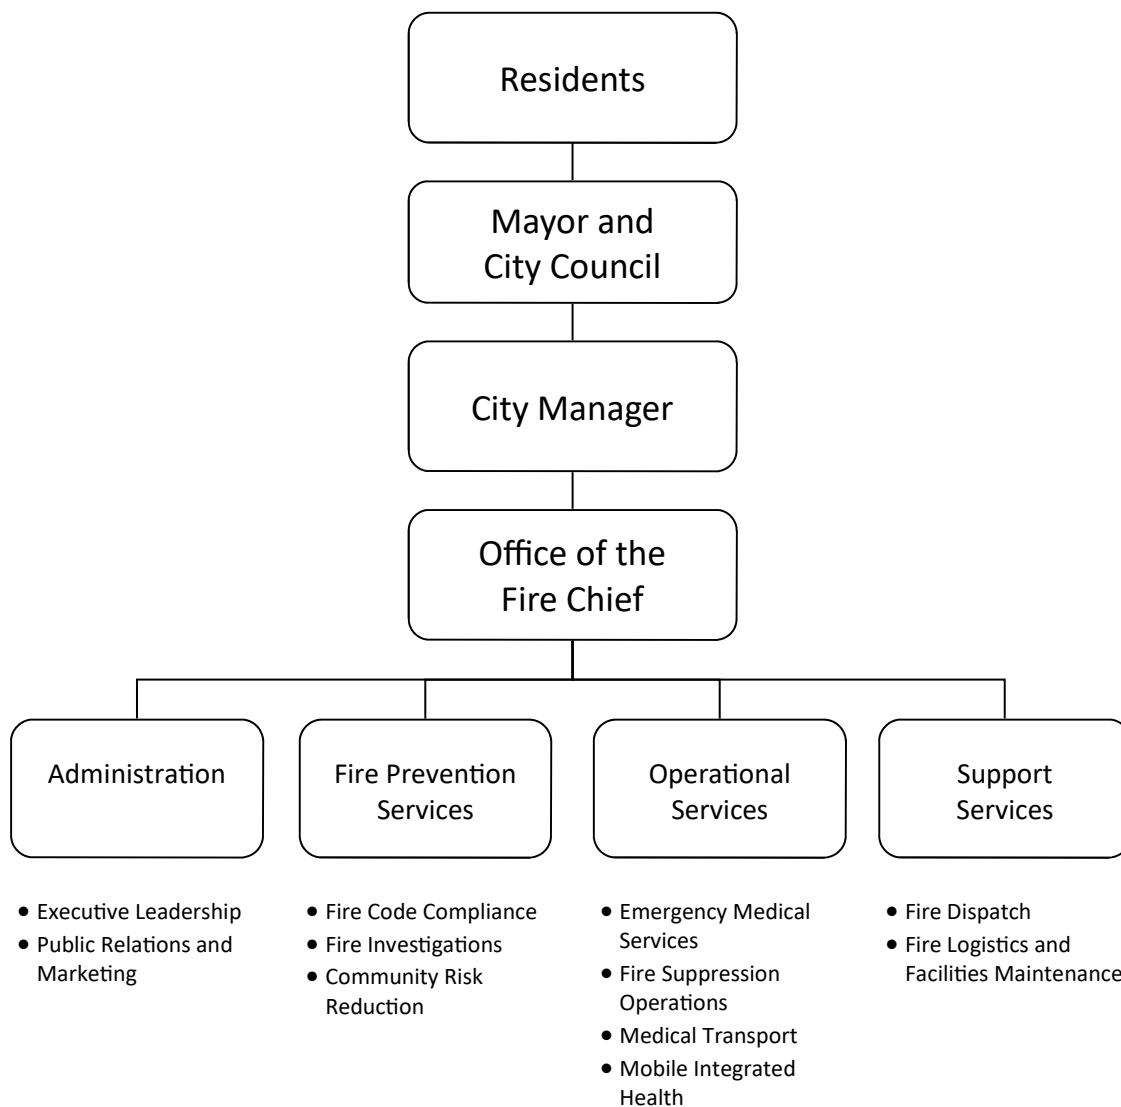 Residents
Mayor and
City Council
City Manager
Office of the
Fire Chief
Administration
• Executive Leadership
• Public Relations and
Marketing
Fire Prevention
Services
• Fire Code Compliance
• Fire Investigations
• Community Risk
Reduction
Operational
Services
• Emergency Medical
Services
• Fire Suppression
Operations
• Medical Transport
• Mobile Integrated
Health
Support
Services
• Fire Dispatch
• Fire Logistics and
Facilities Maintenance